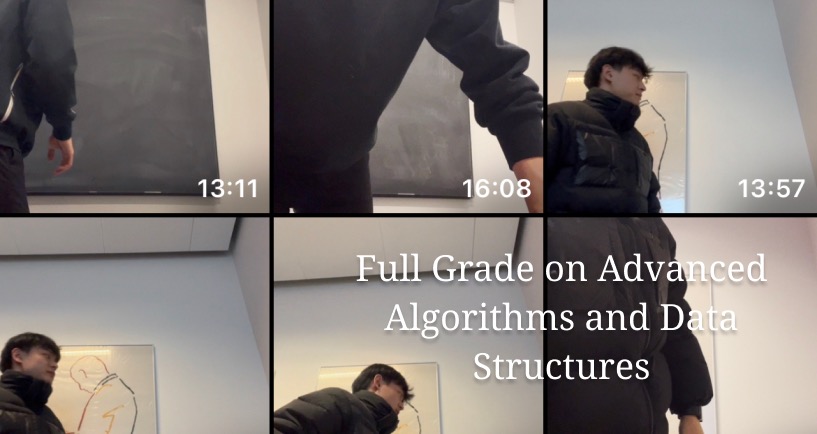 13:11
16:08
13:57
Full Grade on Advanced
Algorithms and Data
Structures